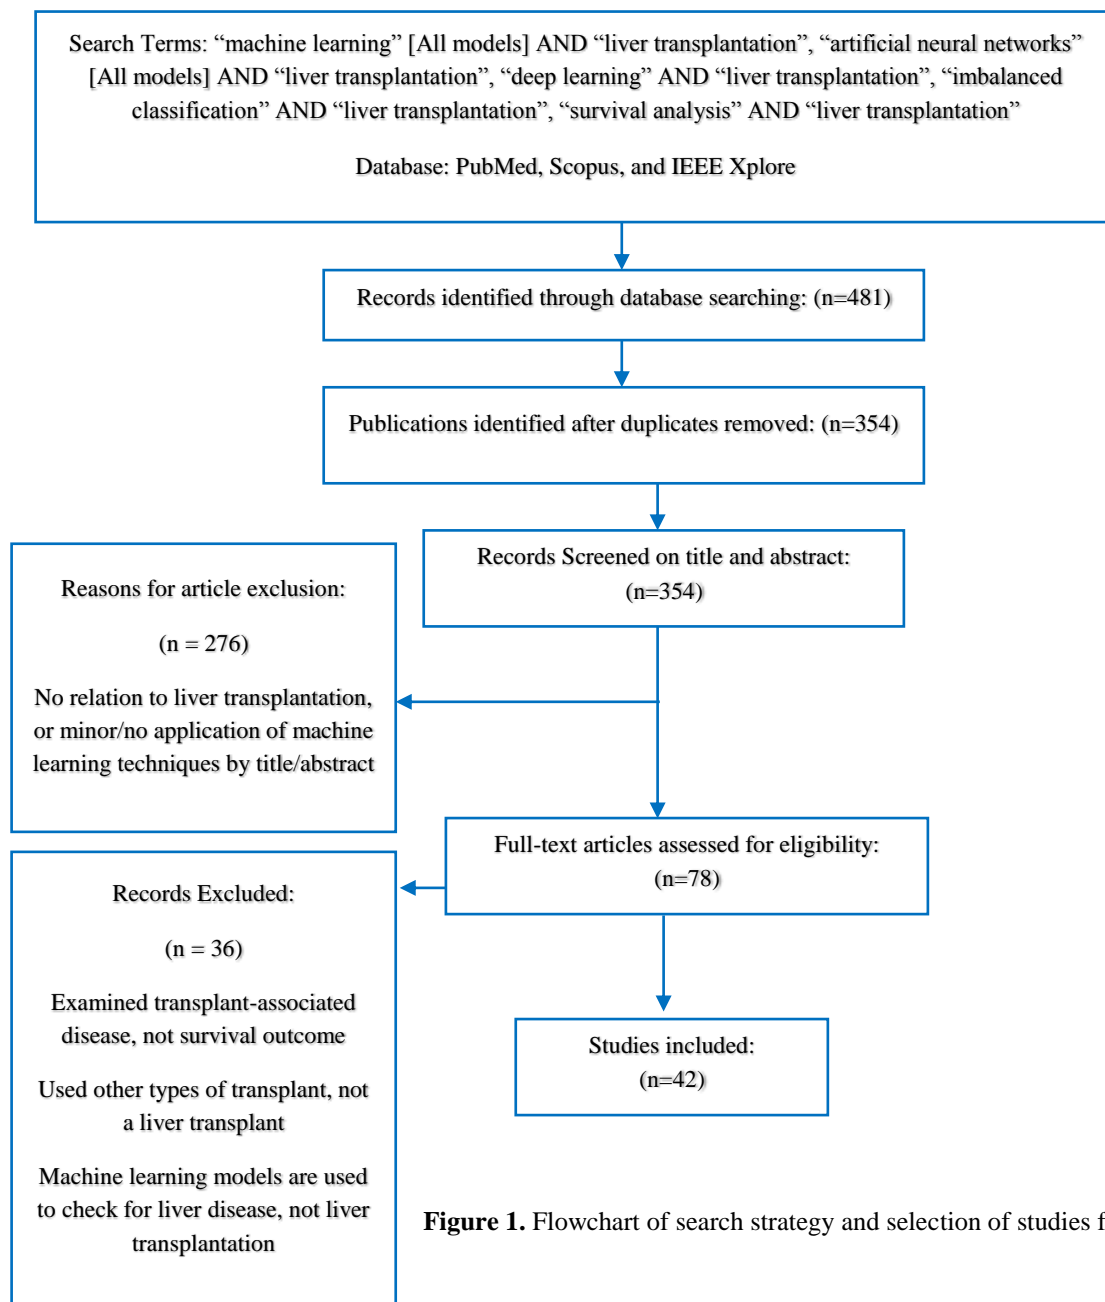 Search Terms: “machine learning” [All models] AND “liver transplantation”, “artificial neural networks”
[All models] AND “liver transplantation”, “deep learning” AND “liver transplantation”, “imbalanced
classification” AND “liver transplantation”, “survival analysis” AND “liver transplantation”
Database: PubMed, Scopus, and IEEE Xplore
Records identified through database searching: (n=481)
Publications identified after duplicates removed: (n=354)
Records Screened on title and abstract:
(n=354)
Reasons for article exclusion:
(n = 276)
No relation to liver transplantation,
or minor/no application of machine
learning techniques by title/abstract
Full-text articles assessed for eligibility:
(n=78)
Records Excluded:
(n = 36)
Examined transplant-associated
disease, not survival outcome
Used other types of transplant, not
a liver transplant
Machine learning models are used
to check for liver disease, not liver
transplantation
Studies included:
(n=42)
Figure 1. Flowchart of search strategy and selection of studies f